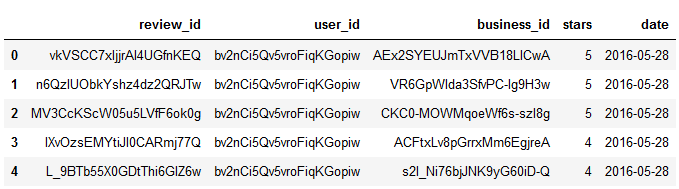 review_id user_id business_id stars date
0 vkVSCC7xljjrAI4UGfnKEQ bv2nCi5Qv5vroFiqKGopiw AEx2SYEUJmTxVVB18LlCwA 5 2016-05-28
1 n6QzIUObkYshz4dz2QRJTw bv2nCi5Qv5vroFiqKGopiw VR6GpWIda3SfvPC-lg9H3w 5 2016-05-28
2 MV3CcKScW05u5LVfF6ok0g bv2nCi5Qv5vroFiqKGopiw CKC0-MOWMqoeWf6s-szl8g 5 2016-05-28
3 IXvOzsEMYtiJI0CARmj77Q bv2nCi5Qv5vroFiqKGopiw ACFtxLv8pGrrxMm6EgjreA 4 2016-05-28
4 L_9BTb55X0GDtThi6GlZ6w bv2nCi5Qv5vroFiqKGopiw s2I_Ni76bjJNK9yG60iD-Q 4 2016-05-28